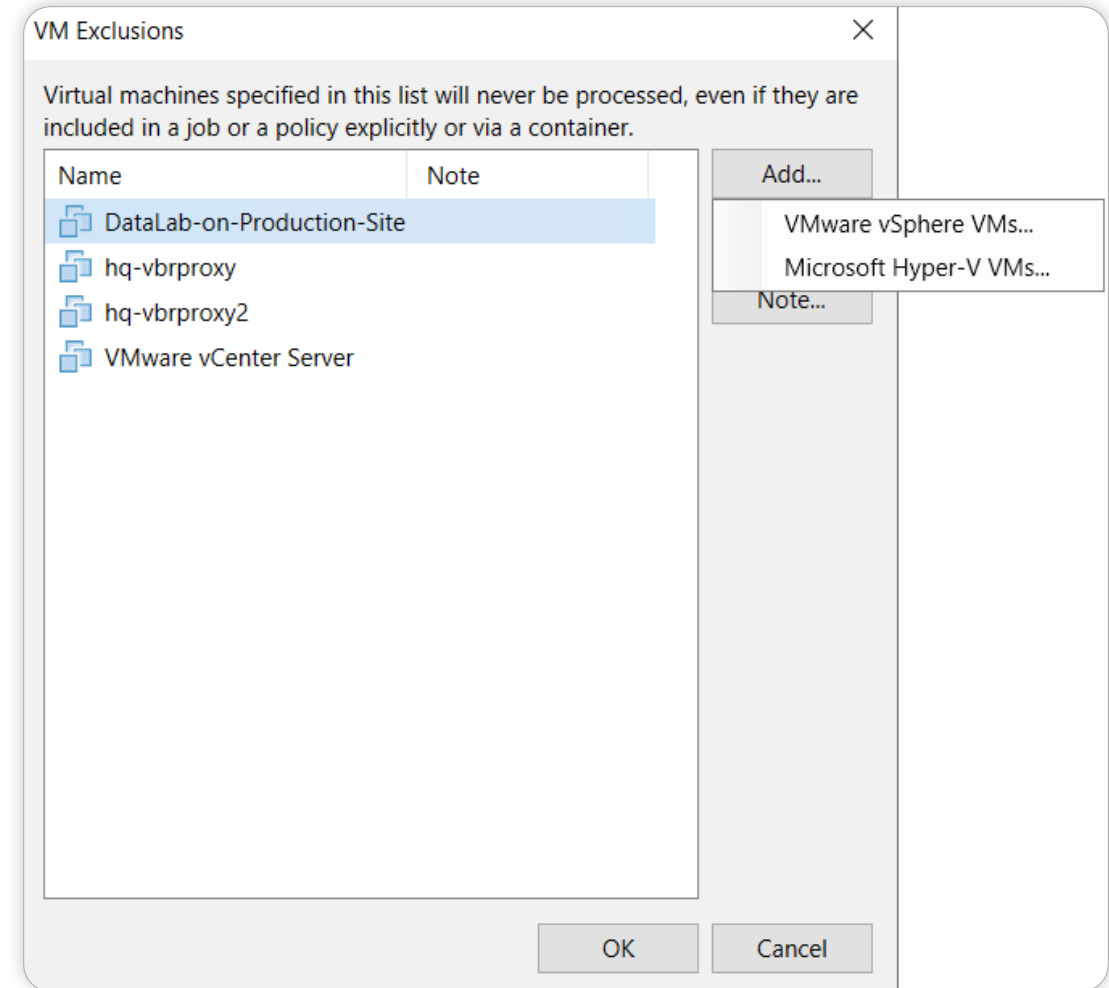 VM Exclusions
Virtual machines specified in this list will never be processed, even if they are
included in a job or a policy explicitly or via a container.
Name Note
Add...
DataLab-on-Production-Site
VMware vSphere VMs...
hq-vbrproxy
Microsoft Hyper-V VMs...
Note...
hq-vbrproxy2
VMware vCenter Server
OK Cancel